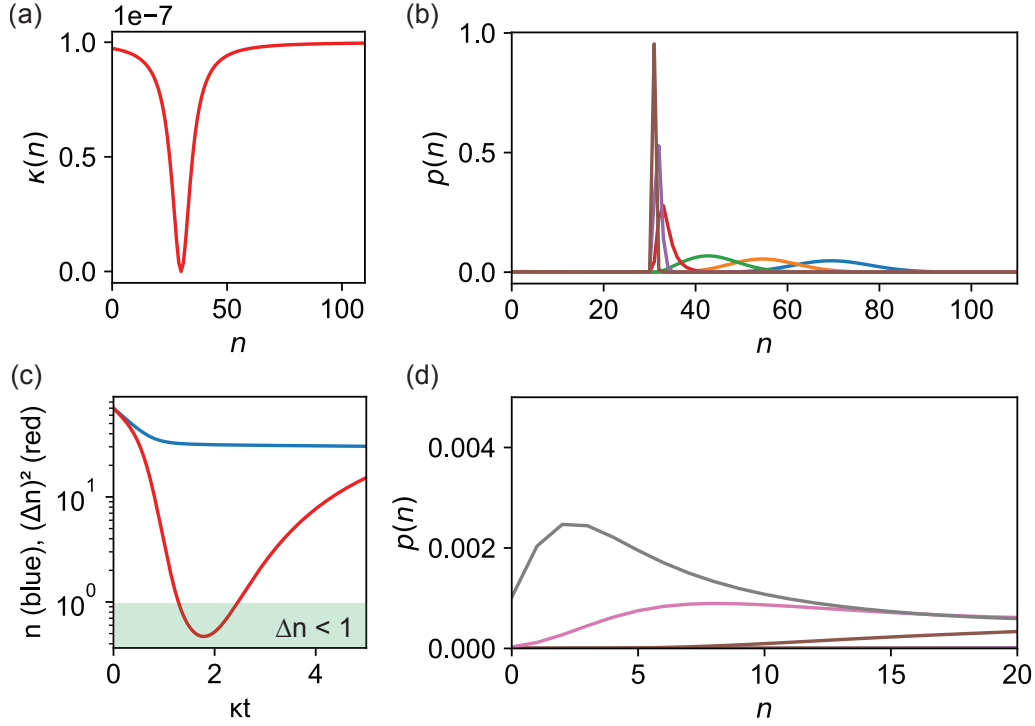 (a)
1e-7
1.0
0.5
0.0
κ(n)
0 50 100
n
(b)
1.0
0.5
0.0
p(n)
0 20 40 60 80 100
n
(c)
10¹
10⁰
n (blue), (Δn)² (red)
Δn < 1
0 2 4
κt
(d)
0.004
0.002
0.000
p(n)
0 5 10 15 20
n